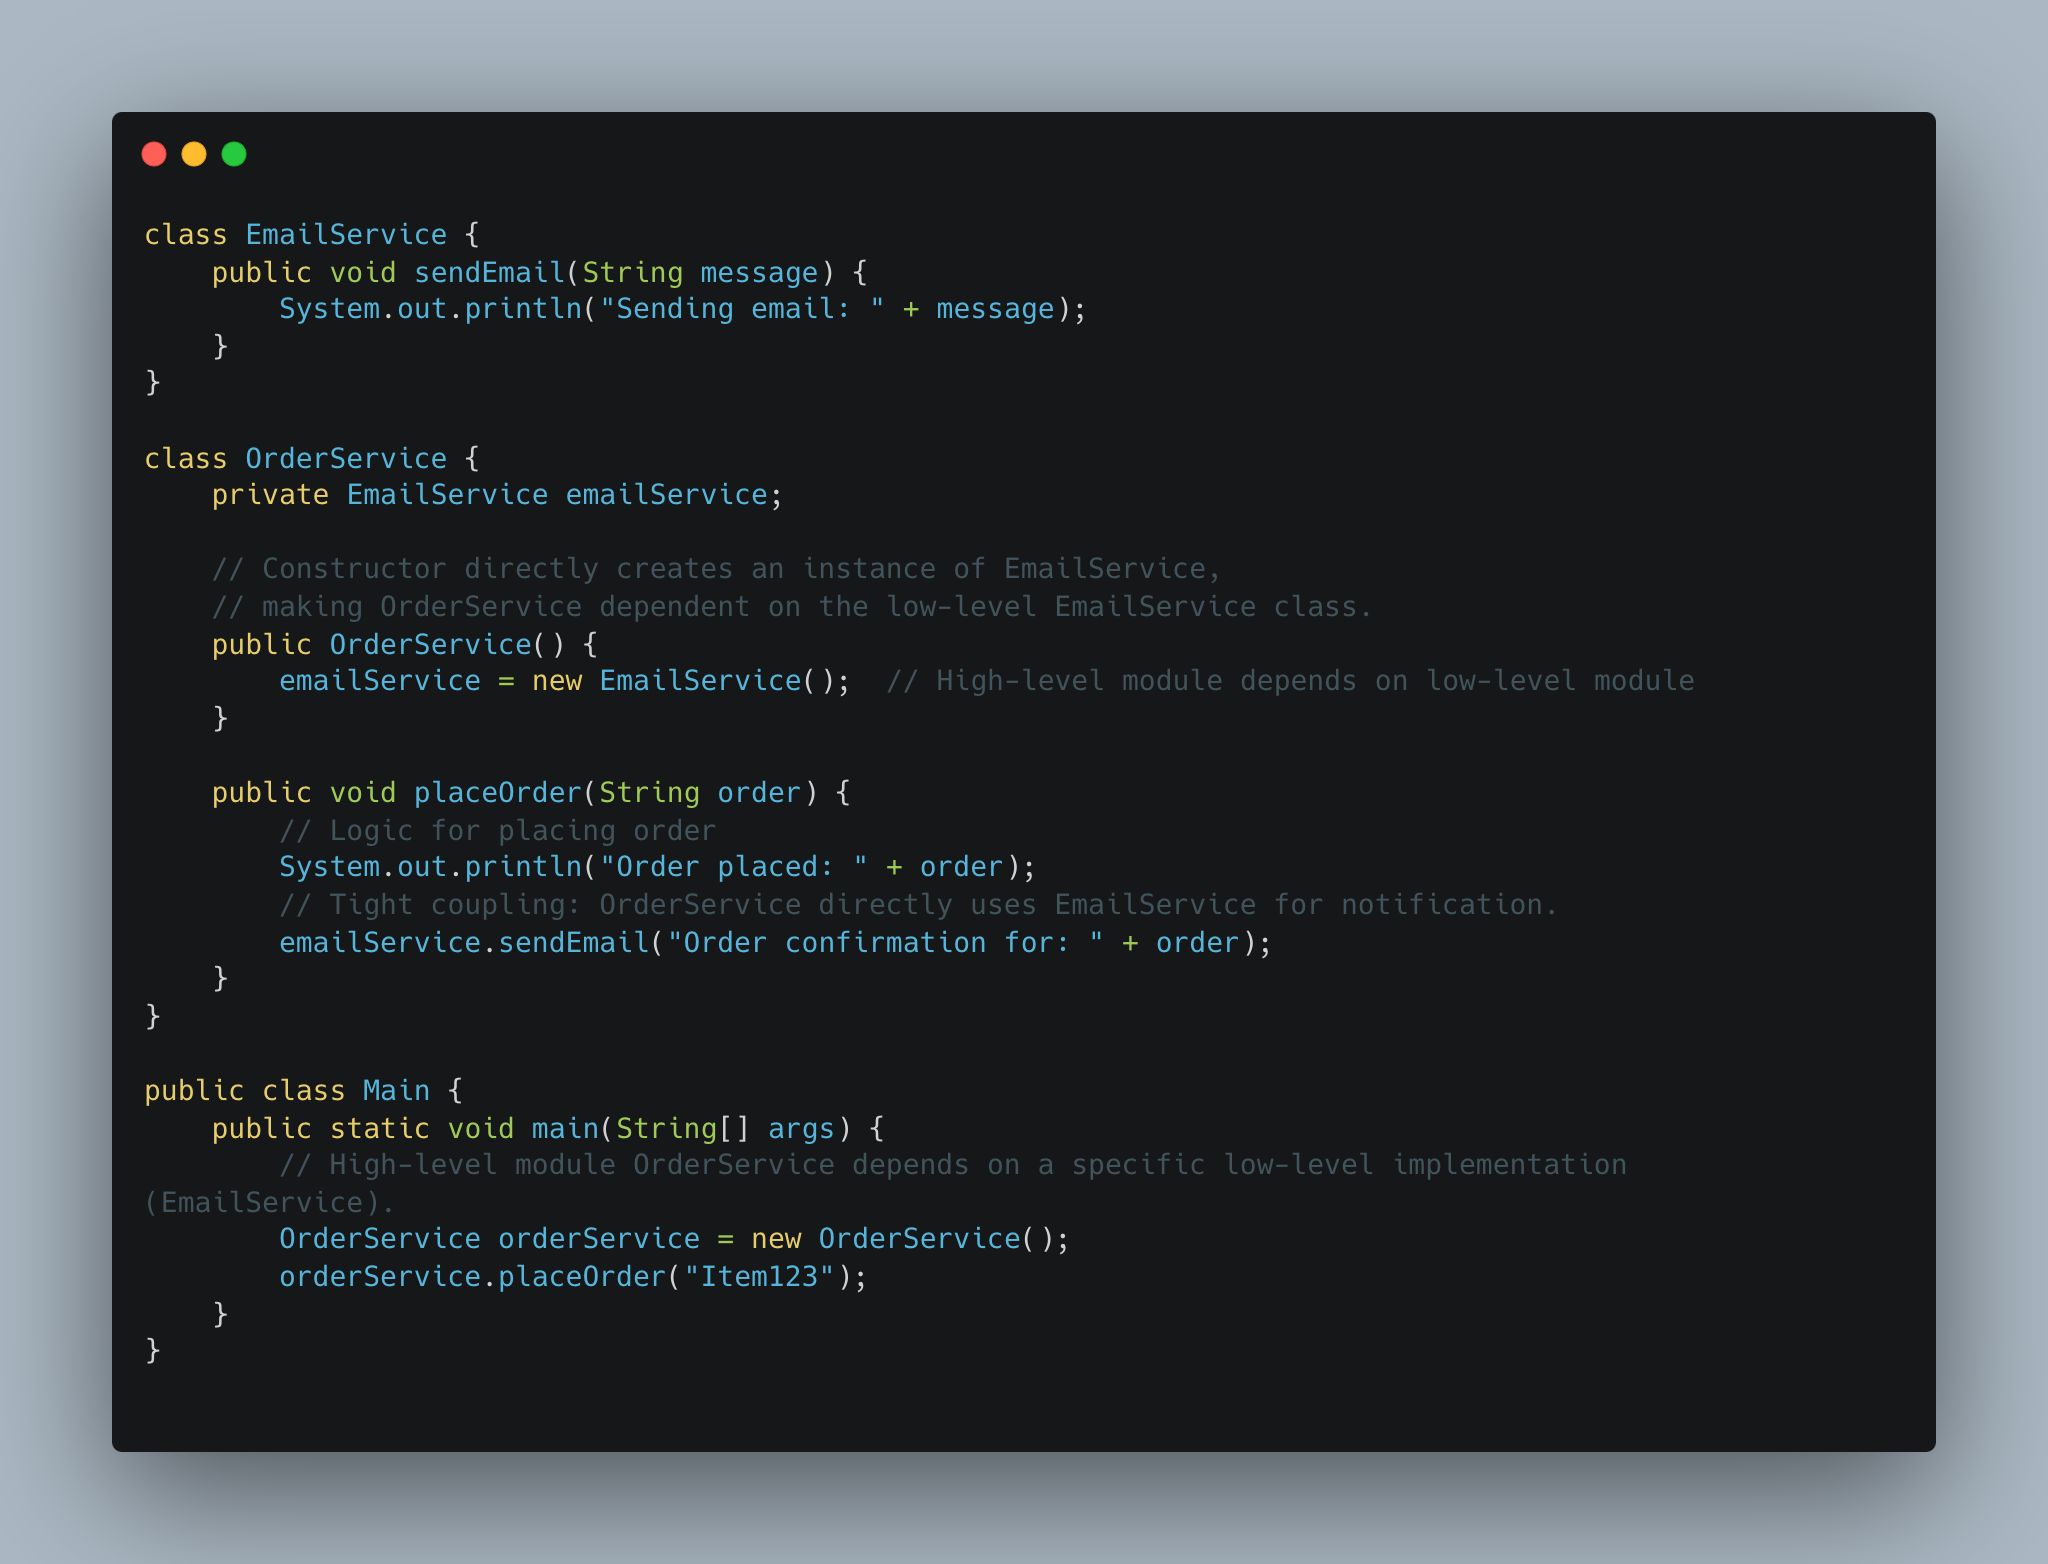 class EmailService {
    public void sendEmail(String message) {
        System.out.println("Sending email: " + message);
    }
}

class OrderService {
    private EmailService emailService;

    // Constructor directly creates an instance of EmailService,
    // making OrderService dependent on the low-level EmailService class.
    public OrderService() {
        emailService = new EmailService();  // High-level module depends on low-level module
    }

    public void placeOrder(String order) {
        // Logic for placing order
        System.out.println("Order placed: " + order);
        // Tight coupling: OrderService directly uses EmailService for notification.
        emailService.sendEmail("Order confirmation for: " + order);
    }
}

public class Main {
    public static void main(String[] args) {
        // High-level module OrderService depends on a specific low-level implementation
(EmailService).
        OrderService orderService = new OrderService();
        orderService.placeOrder("Item123");
    }
}